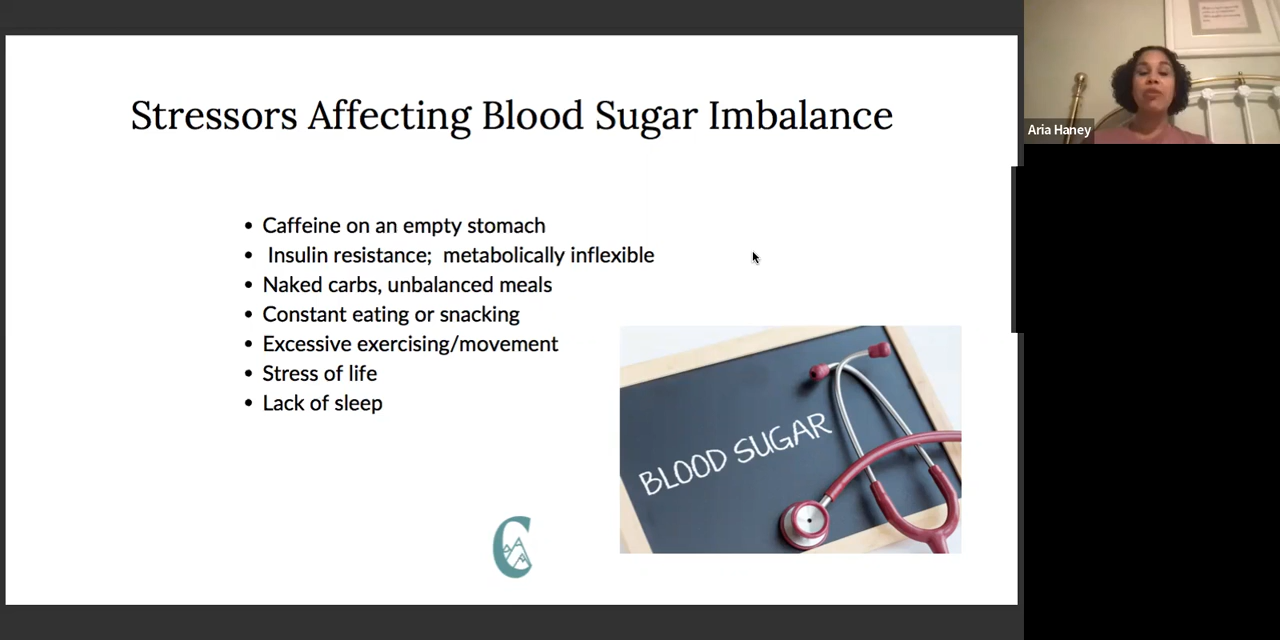 Stressors Affecting Blood Sugar Imbalance
• Caffeine on an empty stomach
• Insulin resistance;  metabolically inflexible
• Naked carbs, unbalanced meals
• Constant eating or snacking
• Excessive exercising/movement
• Stress of life
• Lack of sleep
BLOOD SUGAR
C
Aria Haney